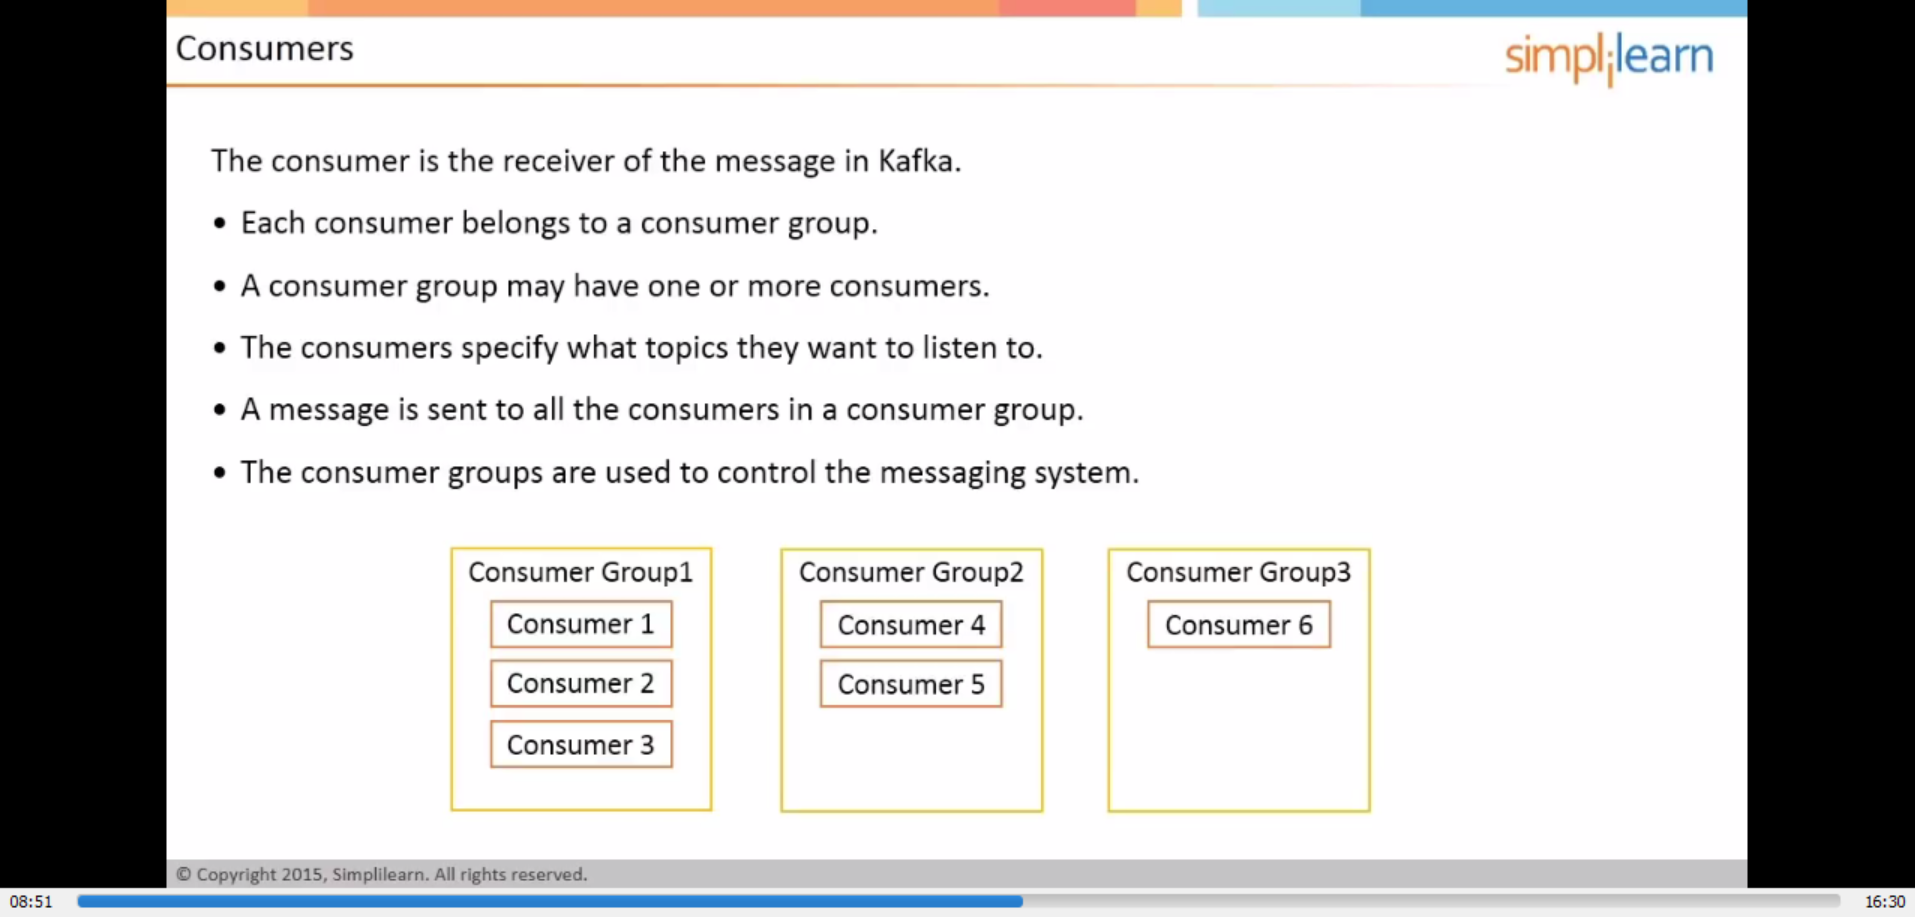 Consumers
simplilearn
The consumer is the receiver of the message in Kafka.
• Each consumer belongs to a consumer group.
• A consumer group may have one or more consumers.
• The consumers specify what topics they want to listen to.
• A message is sent to all the consumers in a consumer group.
• The consumer groups are used to control the messaging system.
Consumer Group1
Consumer 1
Consumer 2
Consumer 3
Consumer Group2
Consumer 4
Consumer 5
Consumer Group3
Consumer 6
© Copyright 2015, Simplilearn. All rights reserved.
08:51
16:30